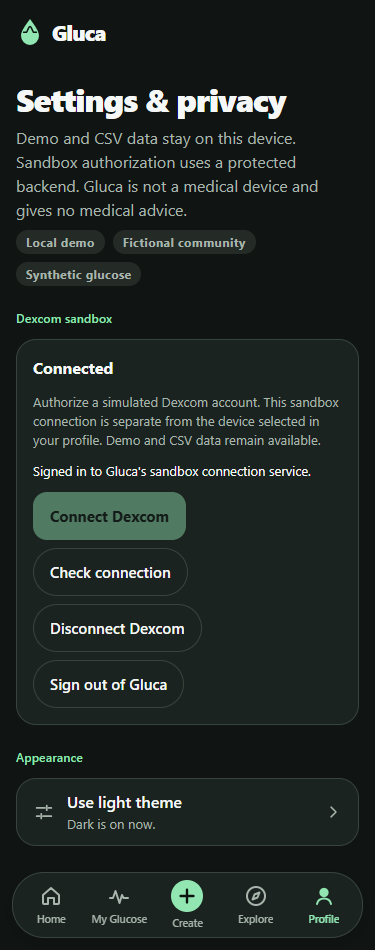 Gluca
Settings & privacy
Demo and CSV data stay on this device.
Sandbox authorization uses a protected
backend. Gluca is not a medical device and
gives no medical advice.
Local demo
Fictional community
Synthetic glucose
Dexcom sandbox
Connected
Authorize a simulated Dexcom account. This sandbox
connection is separate from the device selected in
your profile. Demo and CSV data remain available.
Signed in to Gluca's sandbox connection service.
Connect Dexcom
Check connection
Disconnect Dexcom
Sign out of Gluca
Appearance
Use light theme
Dark is on now.
Home
My Glucose
Create
Explore
Profile